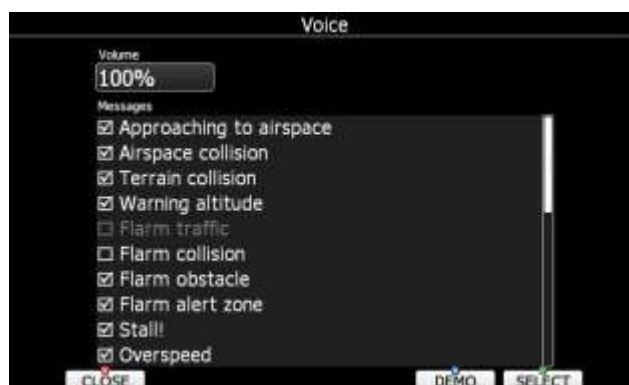 Voice
Volume
100%
Messages
Approaching to airspace
Airspace collision
Terrain collision
Warning altitude
Flarm traffic
Flarm collision
Flarm obstacle
Flarm alert zone
Stall!
Overspeed
CLOSE DEMO SELECT